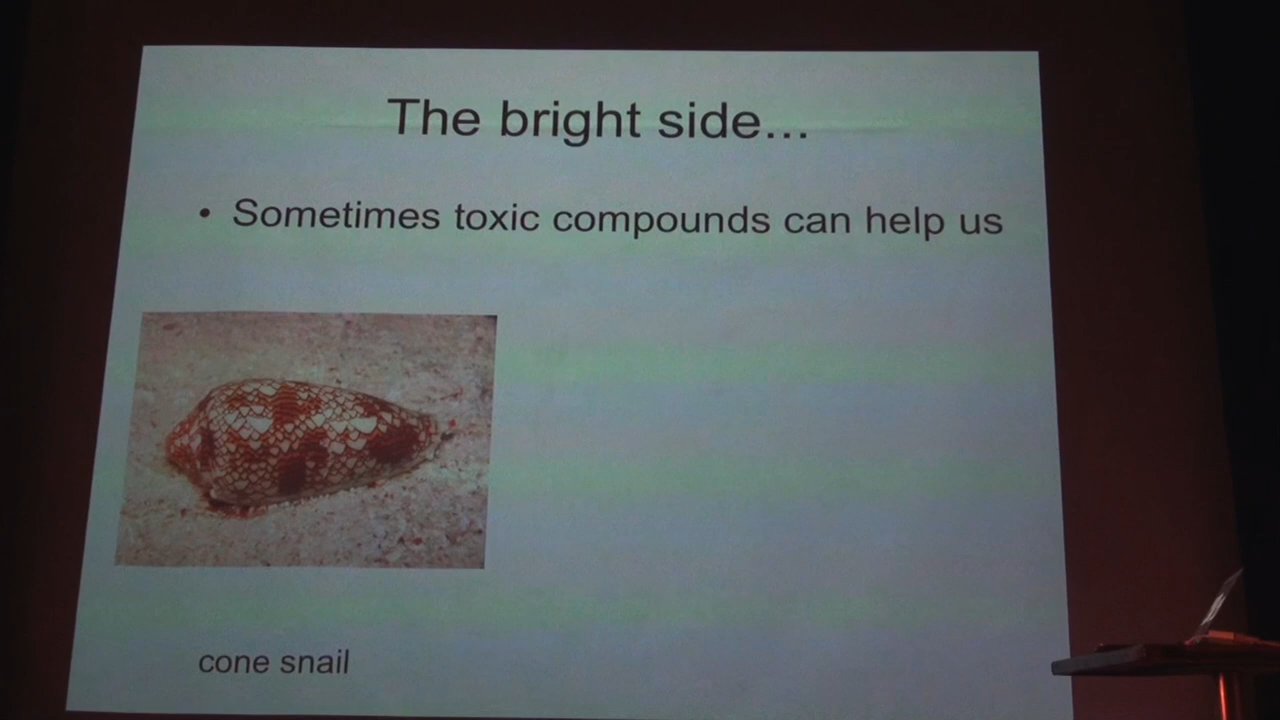 The bright side...
• Sometimes toxic compounds can help us
cone snail